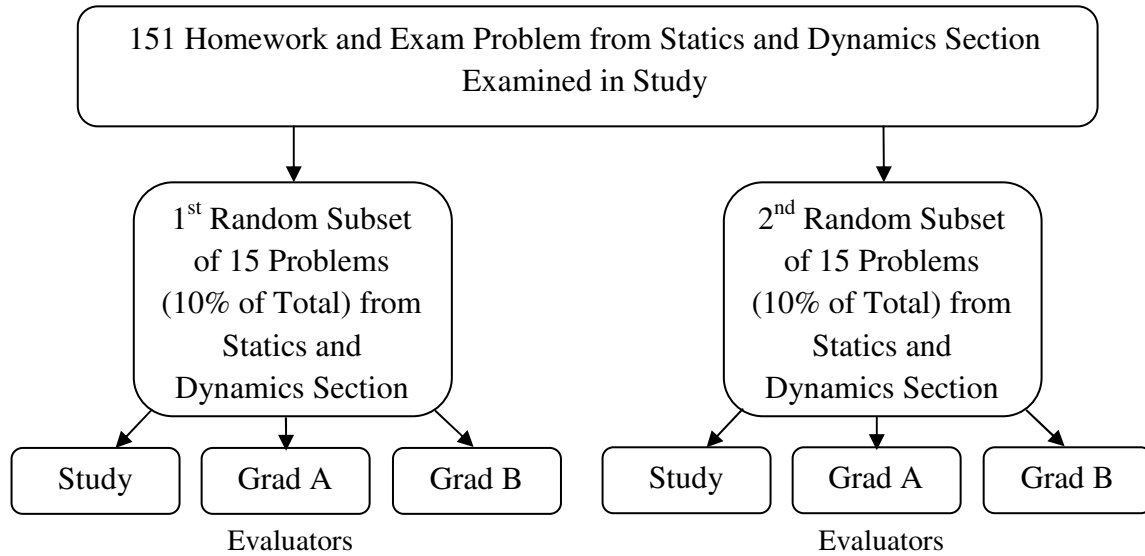 151 Homework and Exam Problem from Statics and Dynamics Section
Examined in Study
1st Random Subset
of 15 Problems
(10% of Total) from
Statics and
Dynamics Section
2nd Random Subset
of 15 Problems
(10% of Total) from
Statics and
Dynamics Section
Study
Grad A
Grad B
Study
Grad A
Grad B
Evaluators
Evaluators